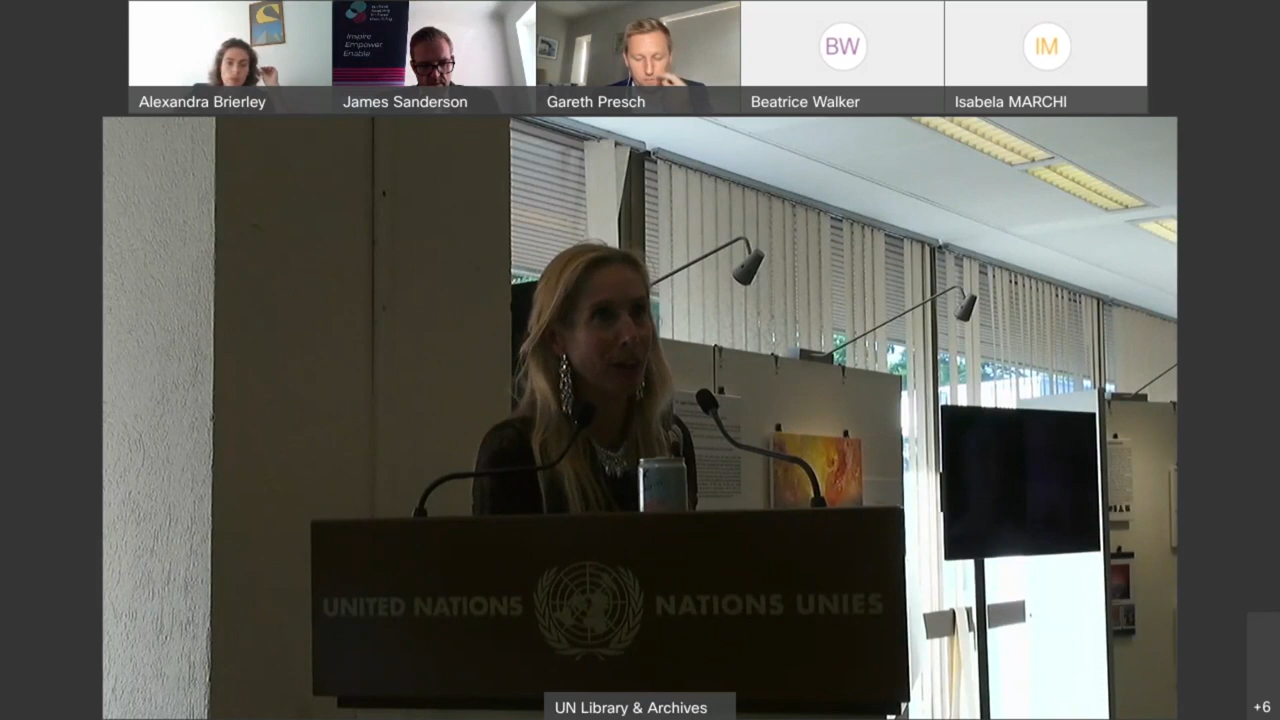 Inspire
Empower
Enable
BW
IM
Alexandra Brierley
James Sanderson
Gareth Presch
Beatrice Walker
Isabela MARCHI
UNITED NATIONS
NATIONS UNIES
UN Library & Archives
+6